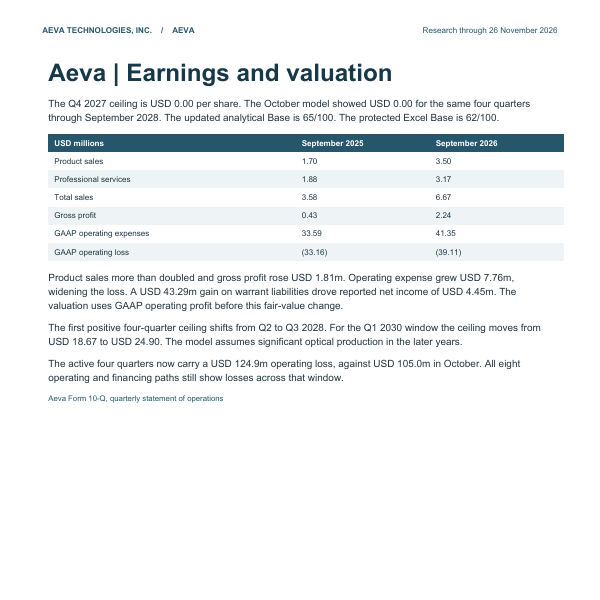 AEVA TECHNOLOGIES, INC. / AEVA Research through 26 November 2026
Aeva | Earnings and valuation
The Q4 2027 ceiling is USD 0.00 per share. The October model showed USD 0.00 for the same four quarters
through September 2028. The updated analytical Base is 65/100. The protected Excel Base is 62/100.
USD millions September 2025 September 2026
Product sales 1.70 3.50
Professional services 1.88 3.17
Total sales 3.58 6.67
Gross profit 0.43 2.24
GAAP operating expenses 33.59 41.35
GAAP operating loss (33.16) (39.11)
Product sales more than doubled and gross profit rose USD 1.81m. Operating expense grew USD 7.76m,
widening the loss. A USD 43.29m gain on warrant liabilities drove reported net income of USD 4.45m. The
valuation uses GAAP operating profit before this fair-value change.
The first positive four-quarter ceiling shifts from Q2 to Q3 2028. For the Q1 2030 window the ceiling moves from
USD 18.67 to USD 24.90. The model assumes significant optical production in the later years.
The active four quarters now carry a USD 124.9m operating loss, against USD 105.0m in October. All eight
operating and financing paths still show losses across that window.
Aeva Form 10-Q, quarterly statement of operations